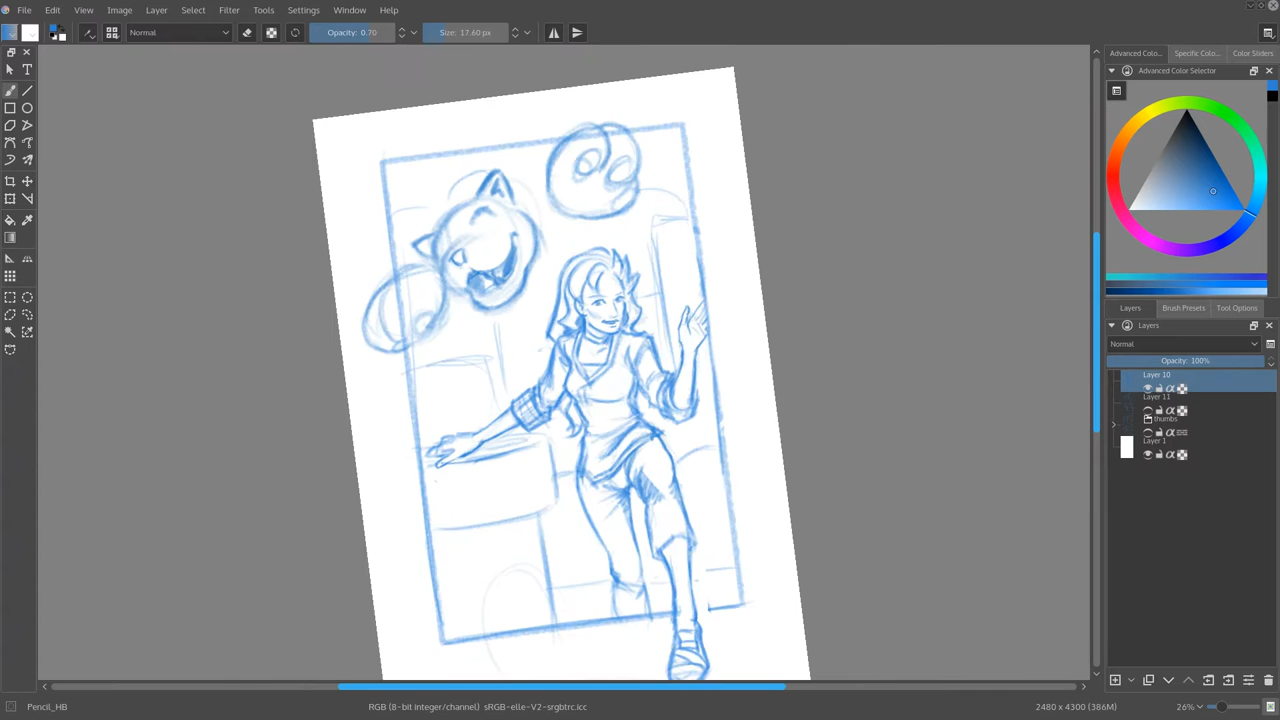 File Edit View Image Layer Select Filter Tools Settings Window Help
Normal Opacity: 0.70 Size: 17.60 px
Advanced Colo... Specific Colo... Color Sliders
Advanced Color Selector
Layers Brush Presets Tool Options
Layers
Normal
Opacity: 100%
Layer 10
Layer 11
thumbs
Layer 1
Pencil_HB RGB (8-bit integer/channel) sRGB-elle-V2-srgbtrc.icc 2480 x 4300 (386M) 26%